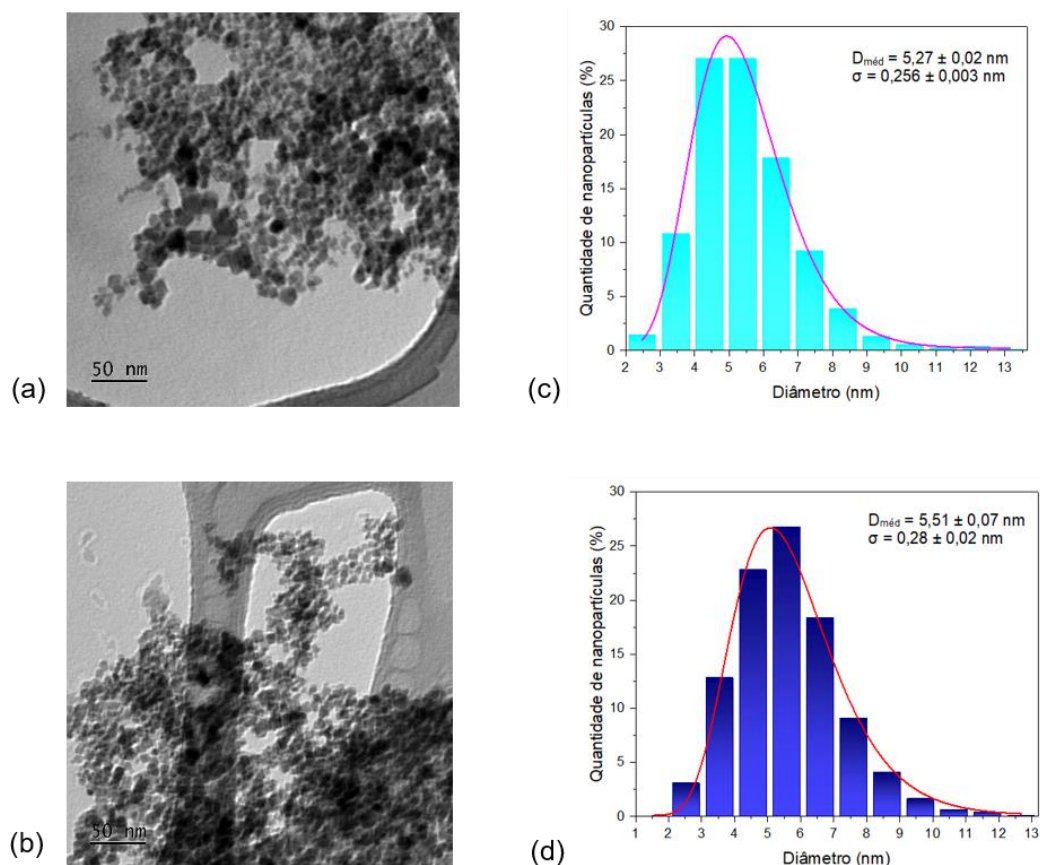 (a)
50 nm
(c)
Quantidade de nanopartículas (%)
30
25
20
15
10
5
0
D_méd = 5,27 ± 0,02 nm
σ = 0,256 ± 0,003 nm
2 3 4 5 6 7 8 9 10 11 12 13
Diâmetro (nm)
(b)
50 nm
(d)
Quantidade de nanopartículas (%)
30
25
20
15
10
5
0
D_méd = 5,51 ± 0,07 nm
σ = 0,28 ± 0,02 nm
1 2 3 4 5 6 7 8 9 10 11 12 13
Diâmetro (nm)